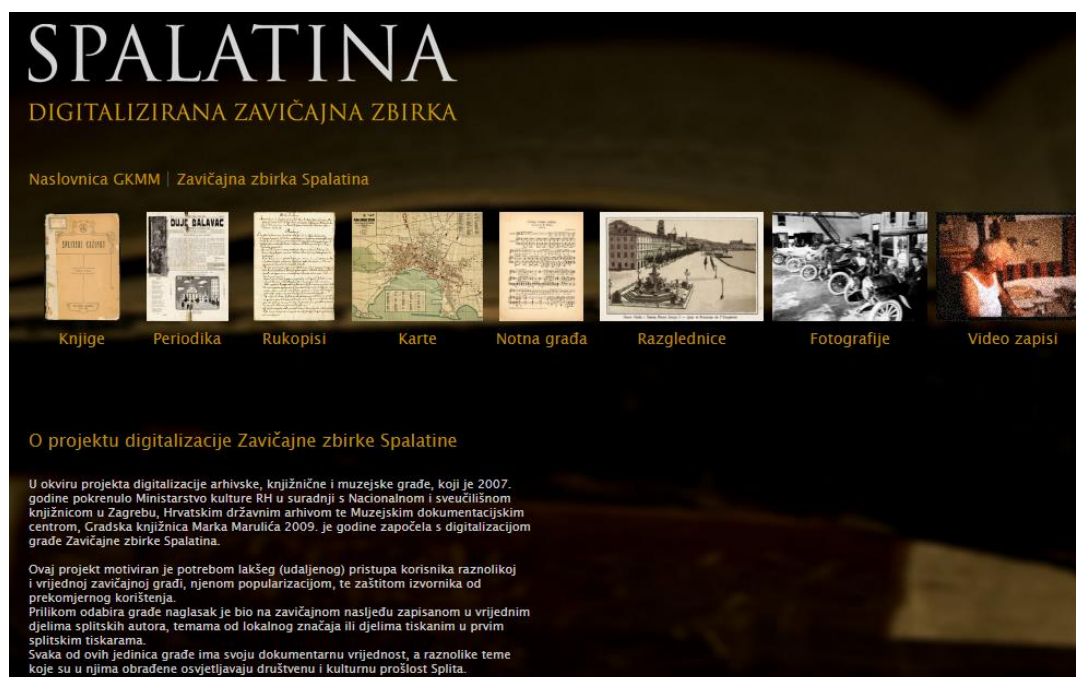 SPALATINA
DIGITALIZIRANA ZAVIČAJNA ZBIRKA
Naslovnica GKMM | Zavičajna zbirka Spalatina
DUJE BALAVAC
Knjige Periodika Rukopisi Karte Notna građa Razglednice Fotografije Video zapisi
O projektu digitalizacije Zavičajne zbirke Spalatine
U okviru projekta digitalizacije arhivske, knjižnične i muzejske građe, koji je 2007.
godine pokrenulo Ministarstvo kulture RH u suradnji s Nacionalnom i sveučilišnom
knjižnicom u Zagrebu, Hrvatskim državnim arhivom te Muzejskim dokumentacijskim
centrom, Gradska knjižnica Marka Marulića 2009. je godine započela s digitalizacijom
građe Zavičajne zbirke Spalatina.
Ovaj projekt motiviran je potrebom lakšeg (udaljenog) pristupa korisnika raznolikoj
i vrijednoj zavičajnoj građi, njenom popularizacijom, te zaštitom izvornika od
prekomjernog korištenja.
Prilikom odabira građe naglasak je bio na zavičajnom nasljeđu zapisanom u vrijednim
djelima splitskih autora, temama od lokalnog značaja ili djelima tiskanim u prvim
splitskim tiskarama.
Svaka od ovih jedinica građe ima svoju dokumentarnu vrijednost, a raznolike teme
koje su u njima obrađene osvjetljavaju društvenu i kulturnu prošlost Splita.